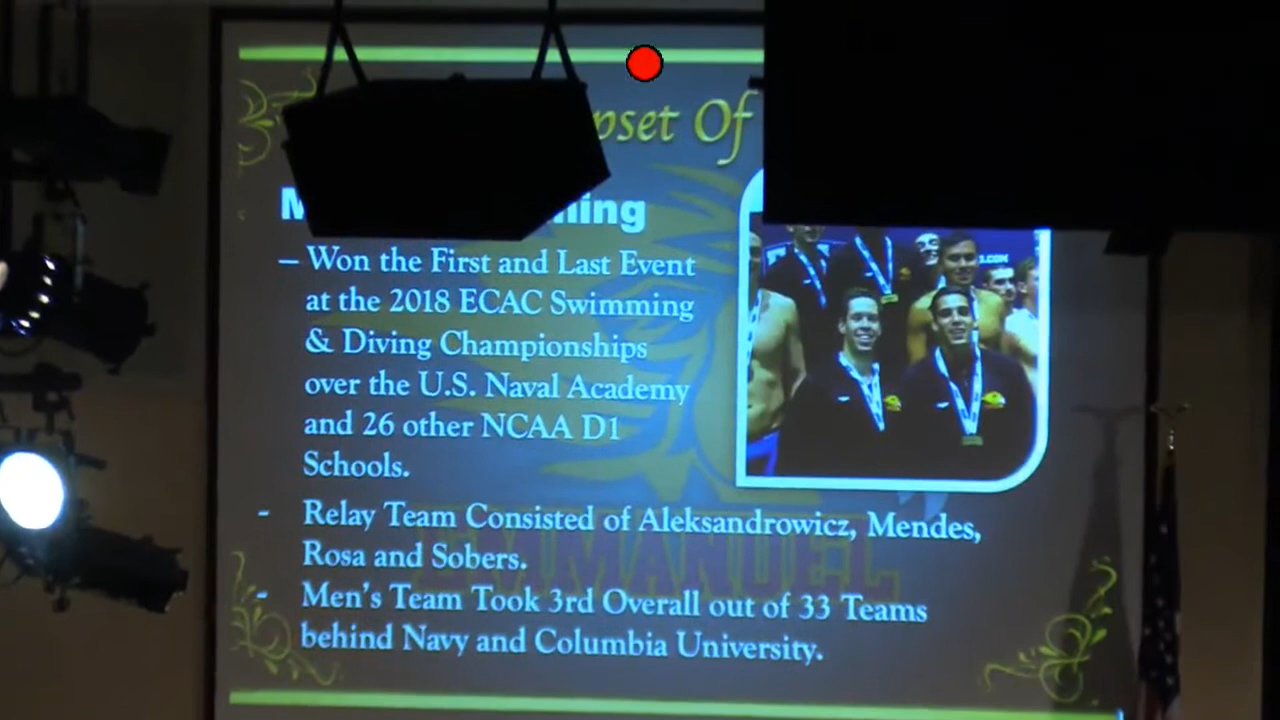 Of
– Won the First and Last Event
at the 2018 ECAC Swimming
& Diving Championships
over the U.S. Naval Academy
and 26 other NCAA D1
Schools.
- Relay Team Consisted of Aleksandrowicz, Mendes,
Rosa and Sobers.
- Men's Team Took 3rd Overall out of 33 Teams
behind Navy and Columbia University.
EMMANUEL